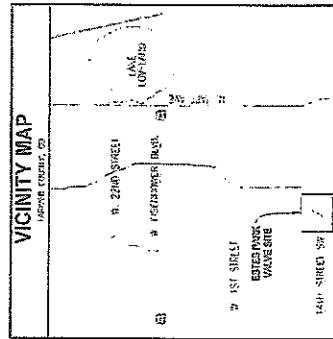 VICINITY MAP
LARIMER COUNTY, CO
LAKE
LOVELAND
W. 22ND STREET
W. EISENHOWER BLVD.
W 1ST STREET
ESTES PARK
VALVE SITE
14TH STREET SW